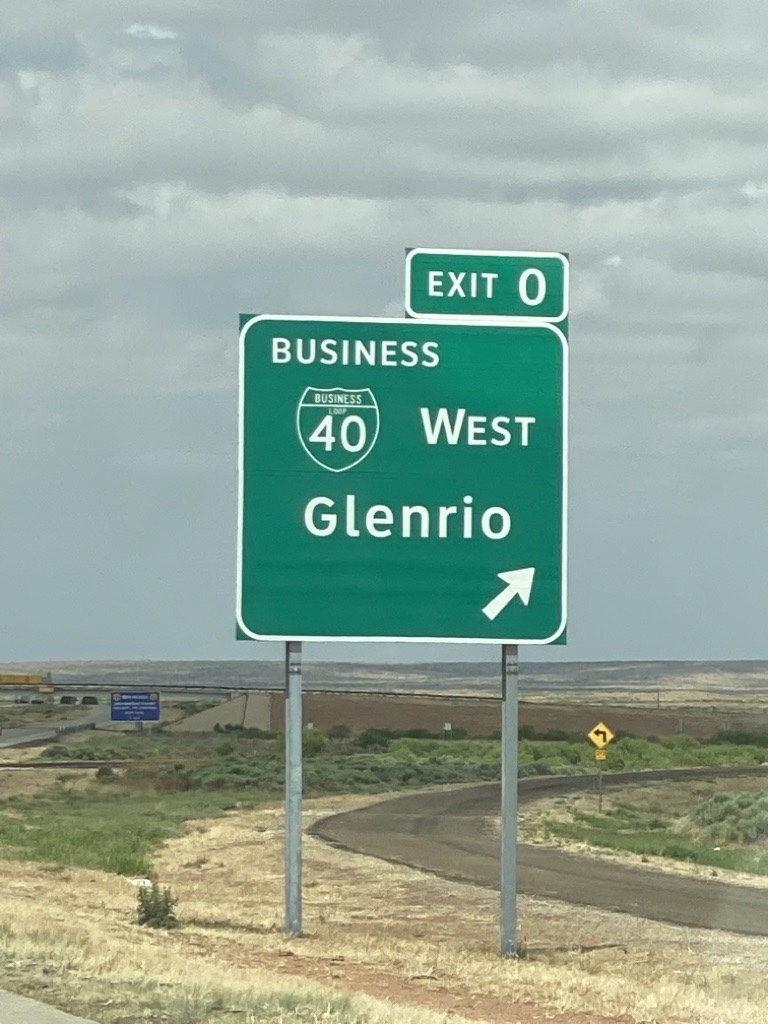 EXIT 0
BUSINESS
BUSINESS
LOOP
40 WEST
Glenrio